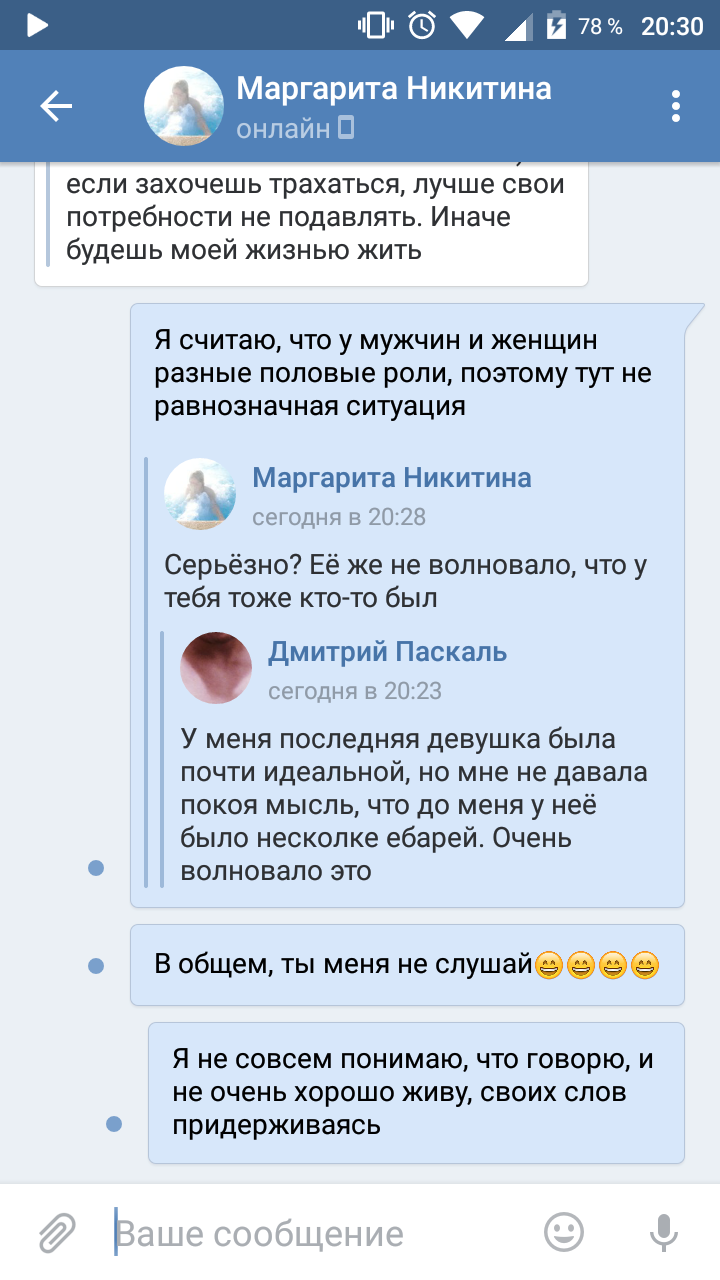 78 % 20:30
Маргарита Никитина
онлайн
если захочешь трахаться, лучше свои
потребности не подавлять. Иначе
будешь моей жизнью жить
Я считаю, что у мужчин и женщин
разные половые роли, поэтому тут не
равнозначная ситуация
Маргарита Никитина
сегодня в 20:28
Серьёзно? Её же не волновало, что у
тебя тоже кто-то был
Дмитрий Паскаль
сегодня в 20:23
У меня последняя девушка была
почти идеальной, но мне не давала
покоя мысль, что до меня у неё
было несколке ебарей. Очень
волновало это
В общем, ты меня не слушай😄😄😄😄
Я не совсем понимаю, что говорю, и
не очень хорошо живу, своих слов
придерживаясь
Ваше сообщение